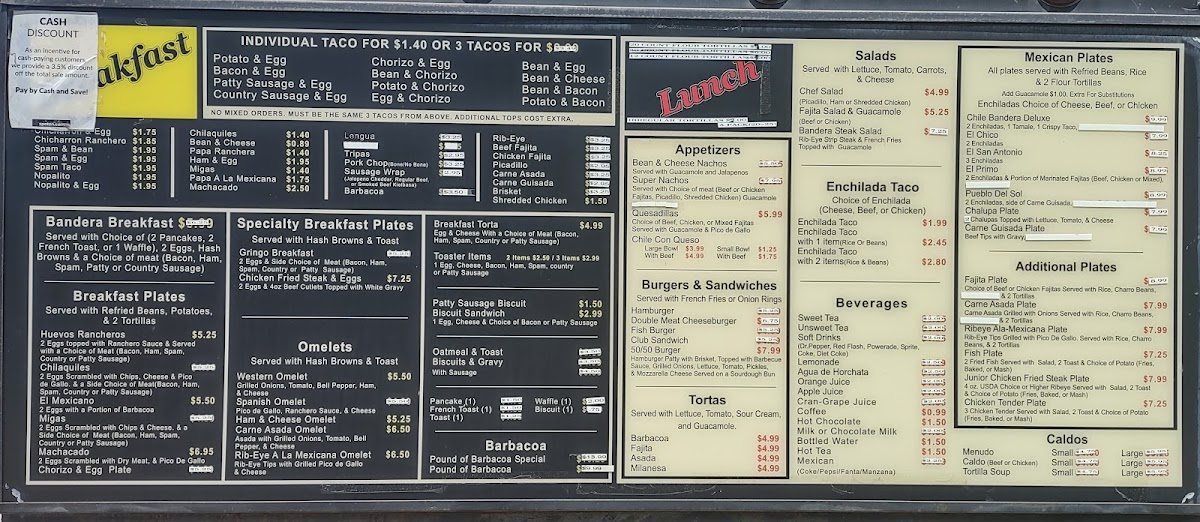 CASH
DISCOUNT
As an incentive for
cash-paying customers,
we provide a 3.5% discount
off the total sale amount.
Pay by Cash and Save!
akfast
INDIVIDUAL TACO FOR $1.40 OR 3 TACOS FOR
Potato & Egg
Bacon & Egg
Patty Sausage & Egg
Country Sausage & Egg
Chorizo & Egg
Bean & Chorizo
Potato & Chorizo
Egg & Chorizo
Bean & Egg
Bean & Cheese
Bean & Bacon
Potato & Bacon
NO MIXED ORDERS. MUST BE THE SAME 3 TACOS FROM ABOVE. ADDITIONAL TOPS COST EXTRA.
Chicharron & Egg $1.75
Chicharron Ranchero $1.85
Spam & Bean $1.95
Spam & Egg $1.95
Spam Taco $1.95
Nopalito $1.95
Nopalito & Egg $1.95
Chilaquiles $1.40
Bean & Cheese $0.89
Papa Ranchera $1.40
Ham & Egg $1.95
Migas $1.40
Papa A La Mexicana $1.75
Machacado $2.50
Lengua
Tripas
Pork Chop (Bone/No Bone)
Sausage Wrap
(Jalapenos Chedder, Regular Beef,
or Smoked Beef Kielbasa)
Barbacoa
Rib-Eye
Beef Fajita
Chicken Fajita
Picadillo
Carne Asada
Carne Guisada
Brisket
Shredded Chicken $1.50
Bandera Breakfast
Served with Choice of (2 Pancakes, 2
French Toast, or 1 Waffle), 2 Eggs, Hash
Browns & a Choice of meat (Bacon, Ham,
Spam, Patty or Country Sausage)
Breakfast Plates
Served with Refried Beans, Potatoes,
& 2 Tortillas
Huevos Rancheros $5.25
2 Eggs topped with Ranchero Sauce & Served
with a Choice of Meat (Bacon, Ham, Spam,
Country or Patty Sausage)
Chilaquiles
2 Eggs Scrambled with Chips, Cheese & Pico
de Gallo, & a Side Choice of Meat(Bacon, Ham,
Spam, Country or Patty Sausage)
El Mexicano $5.50
2 Eggs with a Portion of Barbacoa
Migas
2 Eggs Scrambled with Chips & Cheese, & a
Side Choice of Meat (Bacon, Ham, Spam,
Country or Patty Sausage)
Machacado $6.95
2 Eggs Scrambled with Dry Meat, & Pico De Gallo
Chorizo & Egg Plate
Specialty Breakfast Plates
Served with Hash Browns & Toast
Gringo Breakfast
2 Eggs & Side Choice of Meat (Bacon, Ham,
Spam, Country or Patty Sausage)
Chicken Fried Steak & Eggs $7.25
2 Eggs & 4oz Beef Cutlets Topped with White Gravy
Omelets
Served with Hash Browns & Toast
Western Omelet $5.50
Grilled Onions, Tomato, Bell Pepper, Ham,
& Cheese
Spanish Omelet
Pico de Gallo, Ranchero Sauce, & Cheese
Ham & Cheese Omelet $5.25
Carne Asada Omelet $6.50
Asada with Grilled Onions, Tomato, Bell
Pepper, & Cheese
Rib-Eye A La Mexicana Omelet $6.50
Rib-Eye Tips with Grilled Pico De Gallo
& Cheese
Breakfast Torta $4.99
Egg & Cheese With a Choice of Meat (Bacon,
Ham, Spam, Country or Patty Sausage)
Toaster Items 2 Items $2.50 / 3 Items $2.99
1 Egg, Cheese, Bacon, Ham, Spam, country
or Patty Sausage)
Patty Sausage Biscuit $1.50
Biscuit Sandwich $2.99
1 Egg, Cheese & Choice of Bacon or Patty Sausage
Oatmeal & Toast
Biscuits & Gravy
With Sausage
Pancake (1)
French Toast (1)
Toast (1)
Waffle (1)
Biscuit (1)
Barbacoa
Pound of Barbacoa Special
Pound of Barbacoa
Lunch
Appetizers
Bean & Cheese Nachos
Served with Guacamole and Jalapenos
Super Nachos
Served with Choice of meat (Beef or Chicken
Fajitas, Picadillo, Shredded Chicken) Guacamole
Quesadillas $5.99
Choice of Beef, Chicken, or Mixed Fajitas
Served with Guacamole & Pico de Gallo
Chile Con Queso
Large Bowl $3.99 Small Bowl $1.25
With Beef $4.99 With Beef $1.75
Burgers & Sandwiches
Served with French Fries or Onion Rings
Hamburger
Double Meat Cheeseburger
Fish Burger
Club Sandwich
50/50 Burger $7.99
Hamburger Patty with Brisket, Topped with Barbecue
Sauce, Grilled Onions, Lettuce, Tomato, Pickles,
& Mozzarella Cheese Served on a Sourdough Bun
Tortas
Served with Lettuce, Tomato, Sour Cream,
and Guacamole.
Barbacoa $4.99
Fajita $4.99
Asada $4.99
Milanesa $4.99
Salads
Served with Lettuce, Tomato, Carrots,
& Cheese
Chef Salad $4.99
(Picadillo, Ham or Shredded Chicken)
Fajita Salad & Guacamole $5.25
(Beef or Chicken)
Bandera Steak Salad $7.25
Rib-Eye Strip Steak & French Fries
Topped with Guacamole
Enchilada Taco
Choice of Enchilada
(Cheese, Beef, or Chicken)
Enchilada Taco $1.99
Enchilada Taco
with 1 item(Rice Or Beans) $2.45
Enchilada Taco
with 2 items(Rice & Beans) $2.80
Beverages
Sweet Tea
Unsweet Tea
Soft Drinks
(Dr.Pepper, Red Flash, Powerade, Sprite,
Coke, Diet Coke)
Lemonade
Agua de Horchata
Orange Juice
Apple Juice
Cran-Grape Juice
Coffee $0.99
Hot Chocolate $1.50
Milk or Chocolate Milk
Bottled Water $1.50
Hot Tea $1.50
Mexican
(Coke/Pepsi/Fanta/Manzana)
Mexican Plates
All plates served with Refried Beans, Rice
& 2 Flour Tortillas
Add Guacamole $1.00. Extra For Substitutions
Enchiladas Choice of Cheese, Beef, or Chicken
Chile Bandera Deluxe $9.99
2 Enchiladas, 1 Tamale, 1 Crispy Taco,
El Chico $7.99
2 Enchiladas
El San Antonio $8.25
3 Enchiladas
El Primo $8.99
2 Enchiladas & Portion of Marinated Fajitas (Beef, Chicken or Mixed),
Pueblo Del Sol $8.99
2 Enchiladas, side of Carne Guisada,
Chalupa Plate $7.99
2 Chalupas Topped with Lettuce, Tomato, & Cheese
Carne Guisada Plate $7.99
Beef Tips with Gravy,
Additional Plates
Fajita Plate $8.99
Choice of Beef or Chicken Fajitas Served with Rice, Charro Beans,
& 2 Tortillas
Carne Asada Plate $7.99
Carne Asada Grilled with Onions Served with Rice, Charro Beans,
& 2 Tortillas
Ribeye Ala-Mexicana Plate $7.99
Rib-Eye Tips Grilled with Pico De Gallo. Served with Rice, Charro
Beans, & 2 Tortillas
Fish Plate $7.25
2 Fried Fish Served with Salad, 2 Toast & Choice of Potato (Fries,
Baked, or Mash)
Junior Chicken Fried Steak Plate $7.99
4 oz. USDA Choice or Higher Ribeye Served with Salad, 2 Toast
& Choice of Potato (Fries, Baked, or Mash)
Chicken Tender Plate $7.25
3 Chicken Tender Served with Salad, 2 Toast & Choice of Potato
(Fries, Baked, or Mash)
Caldos
Menudo Small Large
Caldo (Beef or Chicken) Small Large
Tortilla Soup Small Large